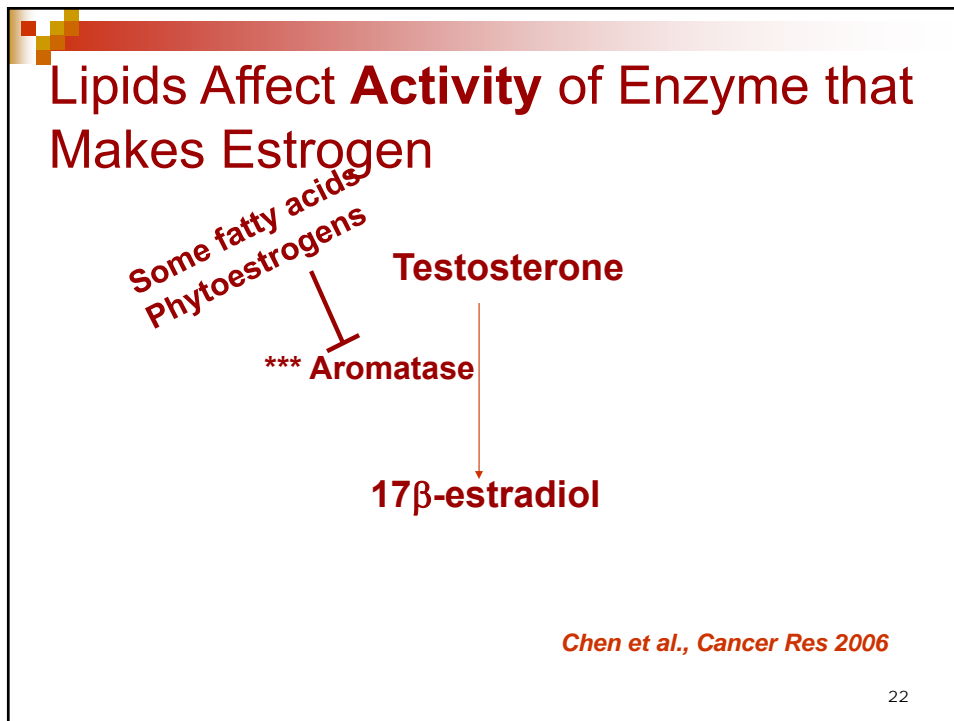 Lipids Affect Activity of Enzyme that
Makes Estrogen
Some fatty acids
Phytoestrogens
Testosterone
*** Aromatase
17β-estradiol
Chen et al., Cancer Res 2006
22